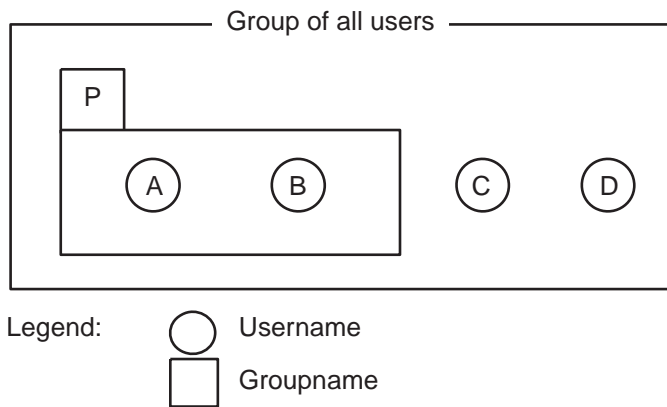 Group of all users
P
A B C D
Legend: Username
Groupname